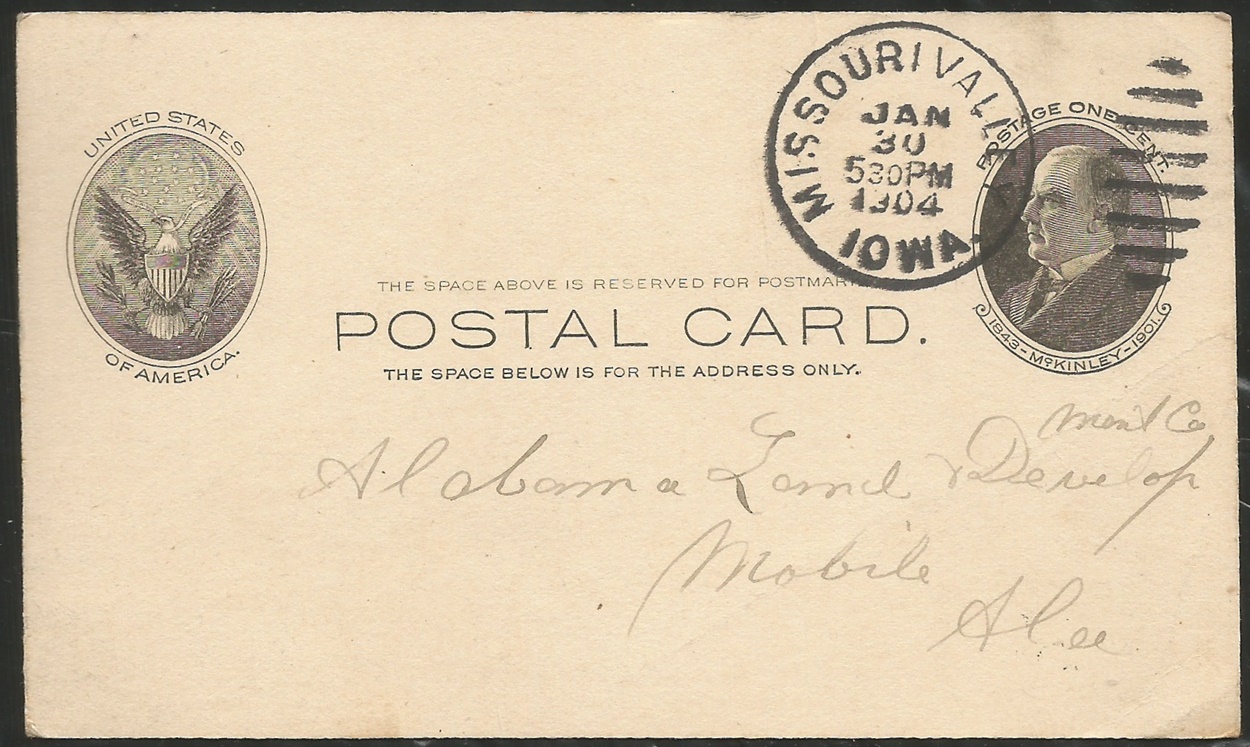 UNITED STATES
OF AMERICA.
MISSOURI VALLEY
JAN
30
530PM
1904
IOWA.
POSTAGE ONE CENT.
1843-McKINLEY-1901.
THE SPACE ABOVE IS RESERVED FOR POSTMARK
POSTAL CARD.
THE SPACE BELOW IS FOR THE ADDRESS ONLY.
Alabama Land & Develop
ment Co
Mobile
Ala